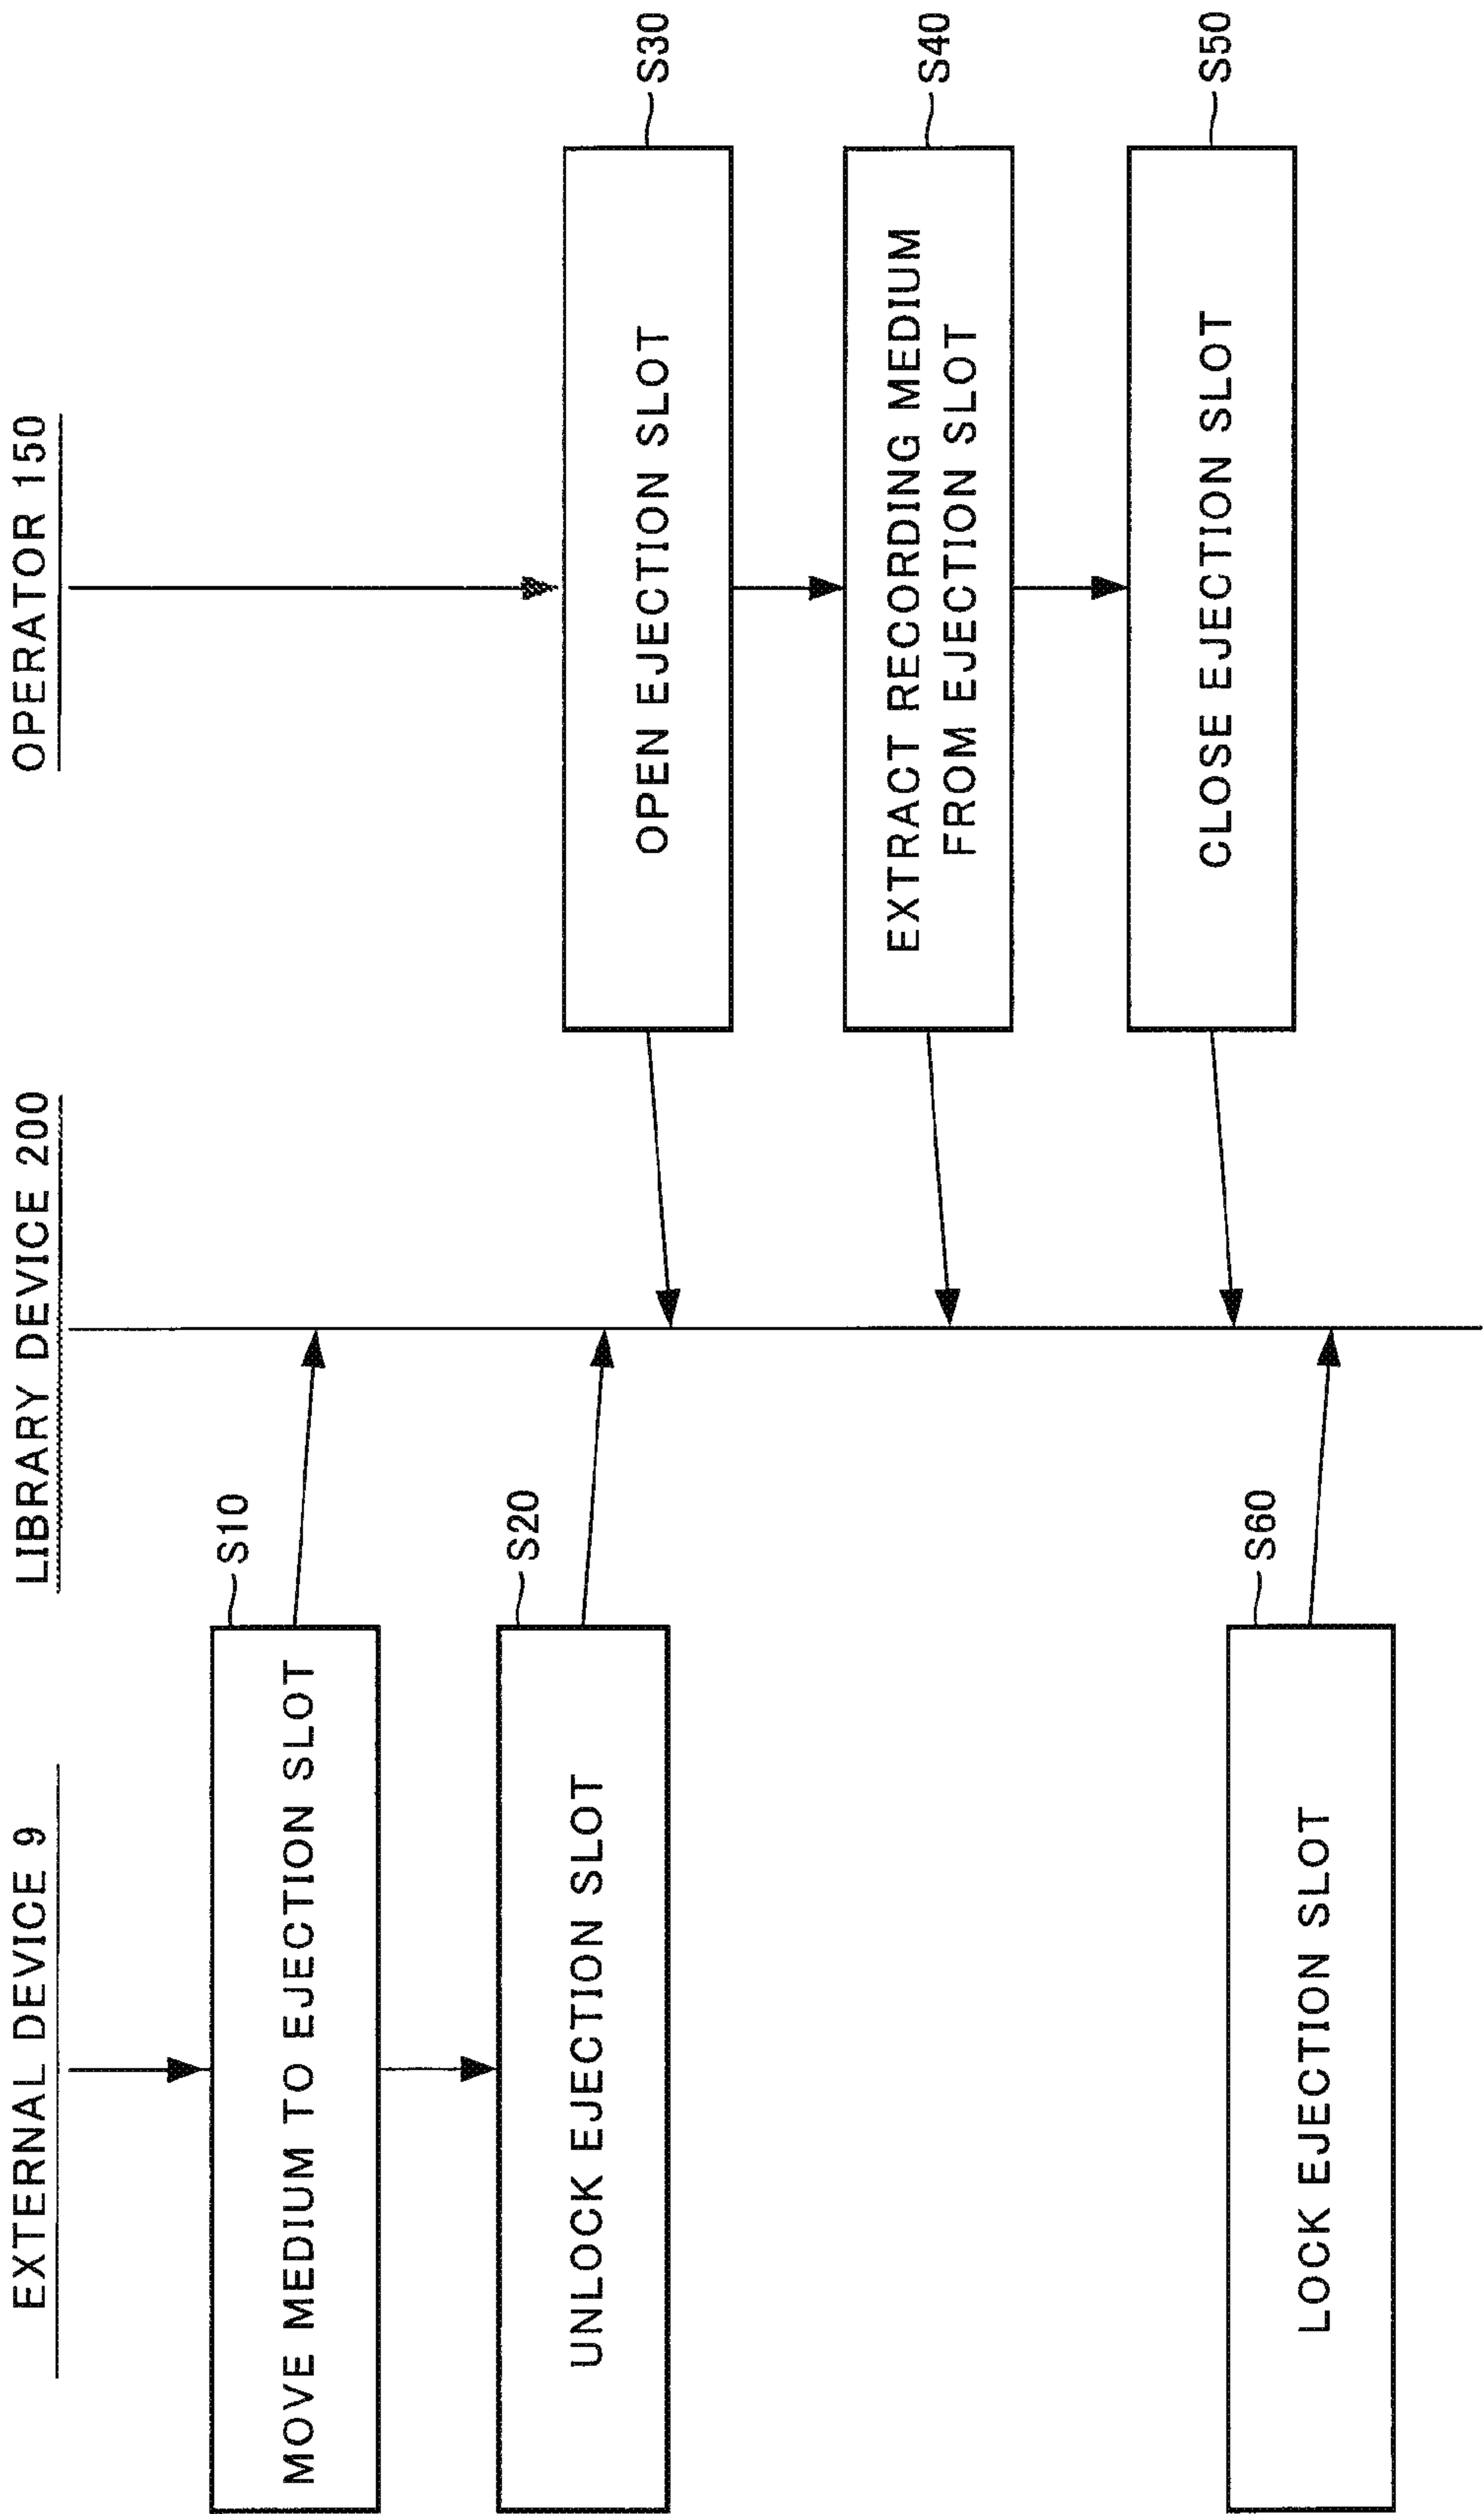 EXTERNAL DEVICE 9
LIBRARY DEVICE 200
OPERATOR 150
S10
MOVE MEDIUM TO EJECTION SLOT
S20
UNLOCK EJECTION SLOT
S30
OPEN EJECTION SLOT
S40
EXTRACT RECORDING MEDIUM
FROM EJECTION SLOT
S50
CLOSE EJECTION SLOT
S60
LOCK EJECTION SLOT